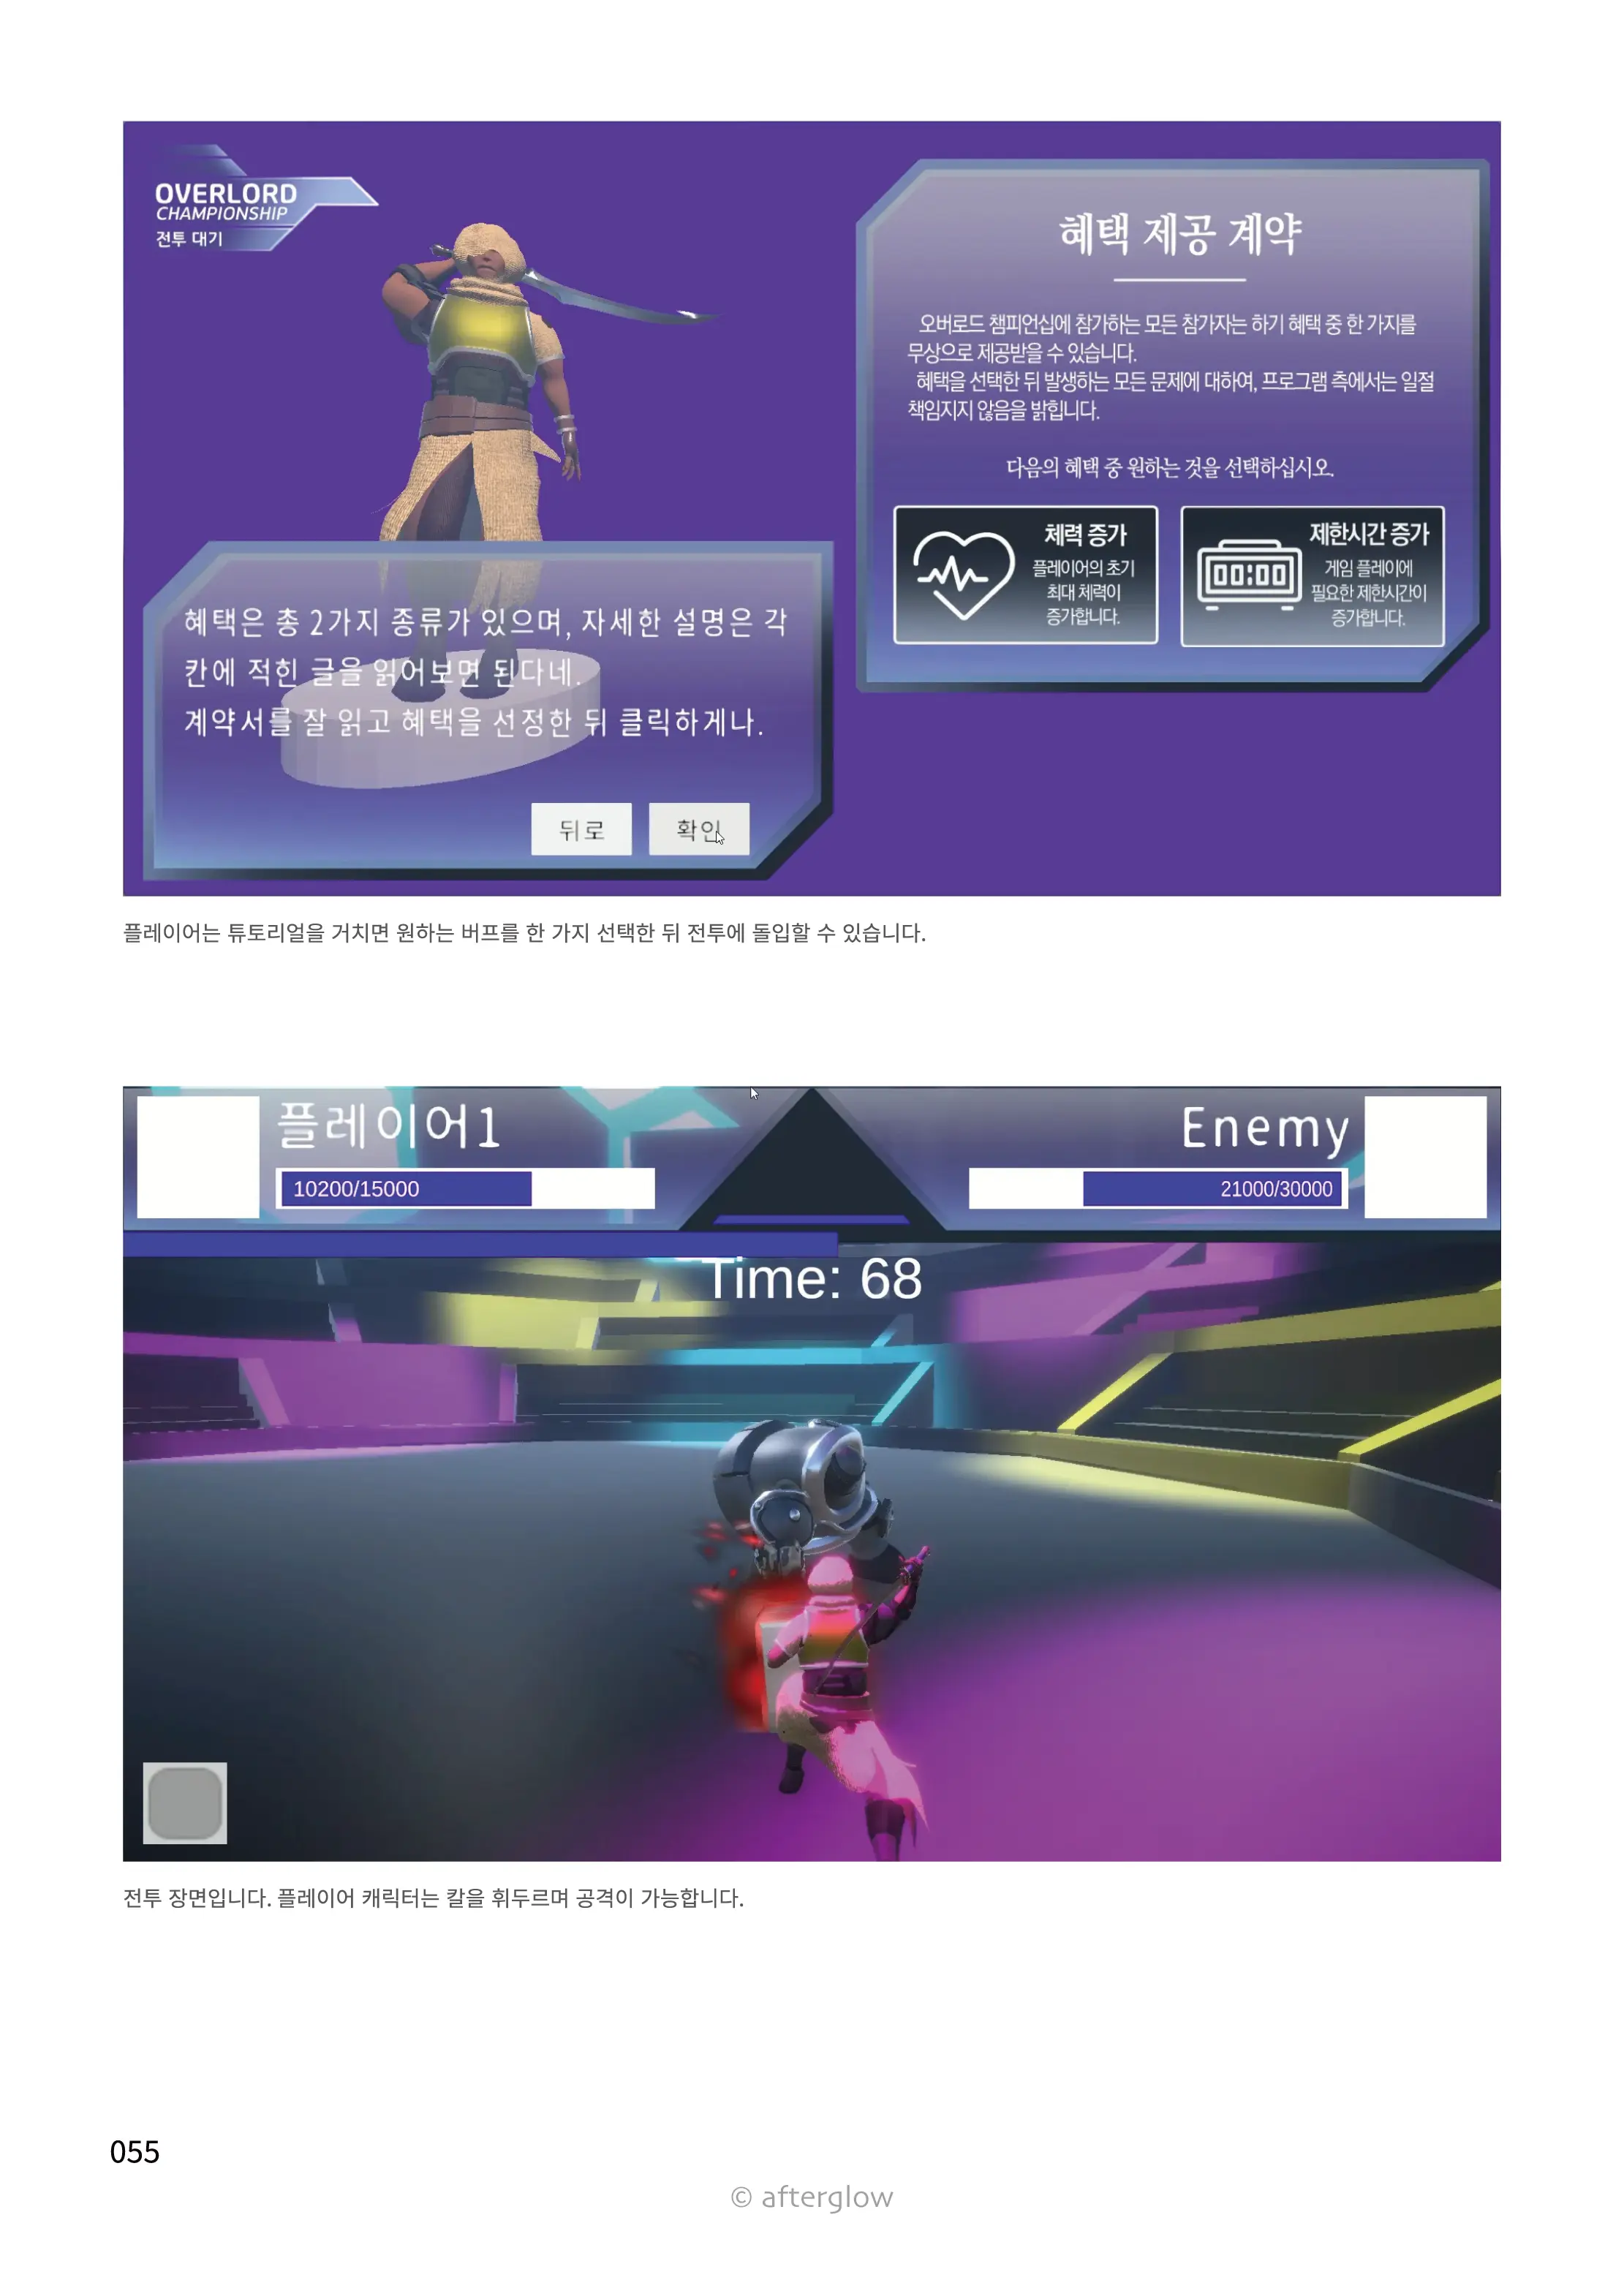 OVERLORD
CHAMPIONSHIP
전투 대기
혜택 제공 계약
오버로드 챔피언십에 참가하는 모든 참가자는 하기 혜택 중 한 가지를
무상으로 제공받을 수 있습니다.
혜택을 선택한 뒤 발생하는 모든 문제에 대하여, 프로그램 측에서는 일절
책임지지 않음을 밝힙니다.
다음의 혜택 중 원하는 것을 선택하십시오.
체력 증가
플레이어의 초기
최대 체력이
증가합니다.
00:00
제한시간 증가
게임 플레이에
필요한 제한시간이
증가합니다.
혜택은 총 2가지 종류가 있으며, 자세한 설명은 각
칸에 적힌 글을 읽어보면 된다네.
계약서를 잘 읽고 혜택을 선정한 뒤 클릭하게나.
뒤로
확인
플레이어는 튜토리얼을 거치면 원하는 버프를 한 가지 선택한 뒤 전투에 돌입할 수 있습니다.
플레이어1
10200/15000
Enemy
21000/30000
Time: 68
전투 장면입니다. 플레이어 캐릭터는 칼을 휘두르며 공격이 가능합니다.
055
© afterglow